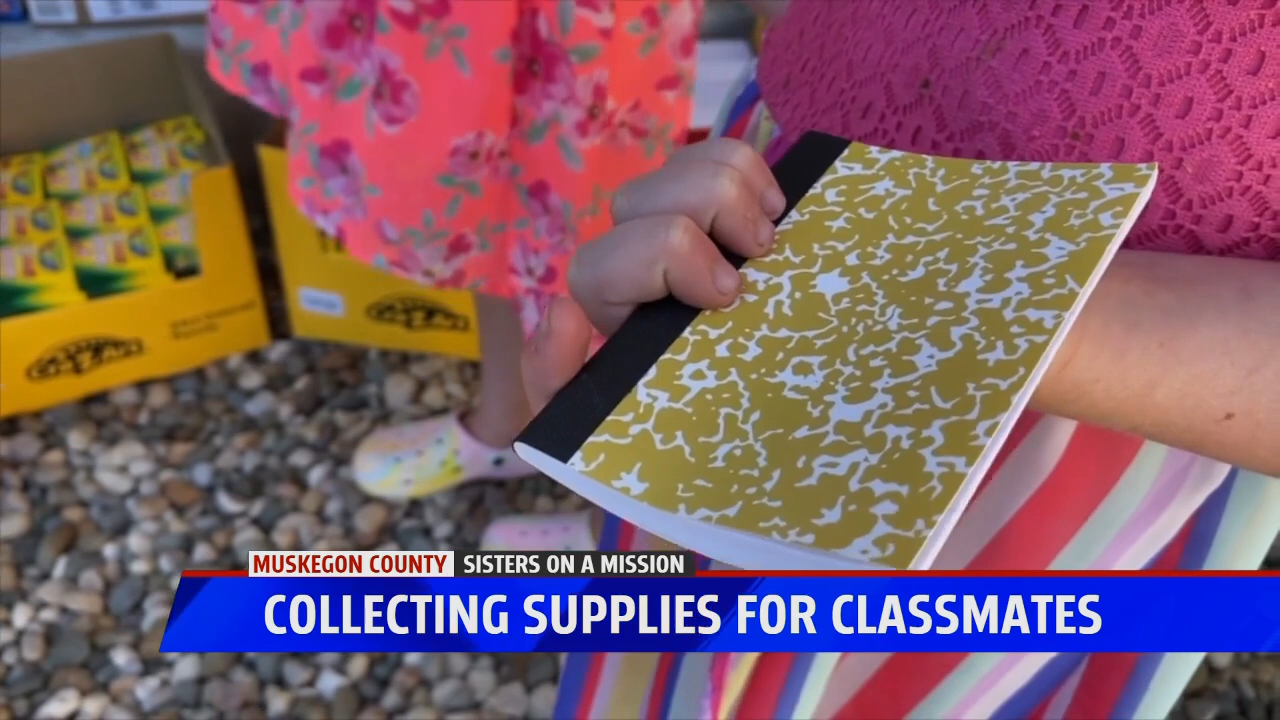 MUSKEGON COUNTY SISTERS ON A MISSION
COLLECTING SUPPLIES FOR CLASSMATES